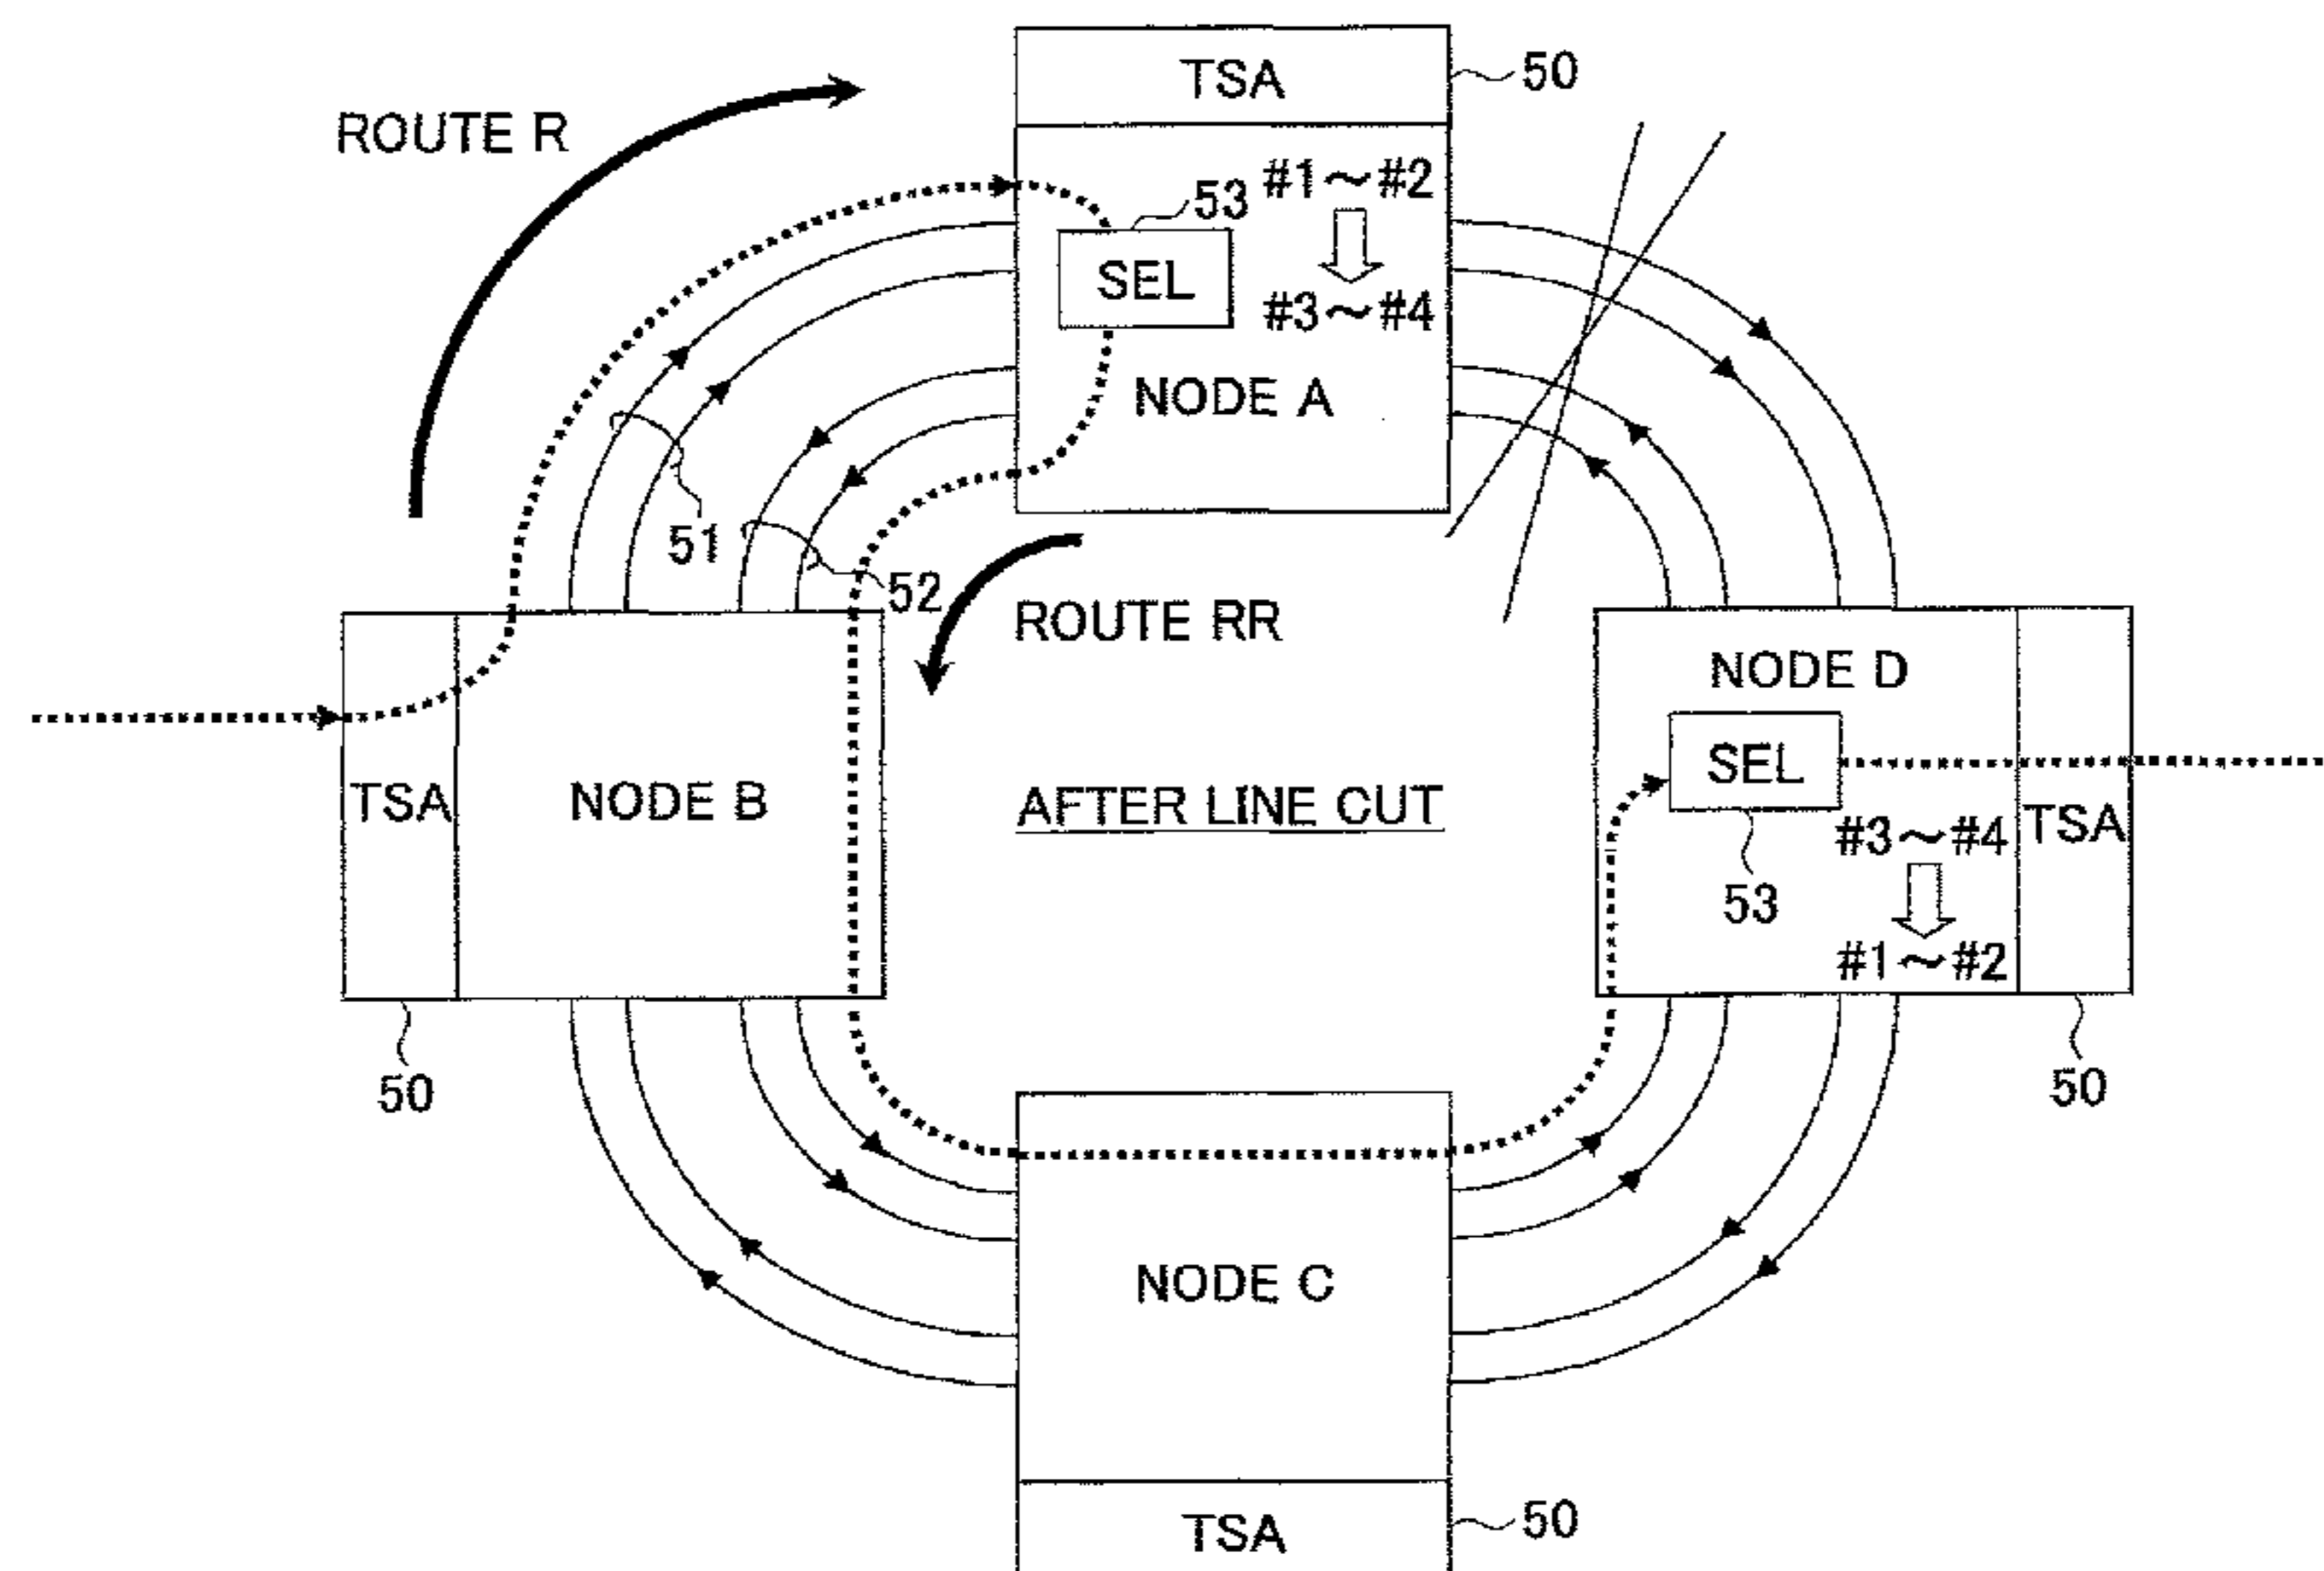 TSA
50
ROUTE R
#1～#2
53
SEL
#3～#4
NODE A
51
52
ROUTE RR
NODE D
SEL
TSA
NODE B
AFTER LINE CUT
#3～#4
TSA
53
#1～#2
50
50
NODE C
TSA
50